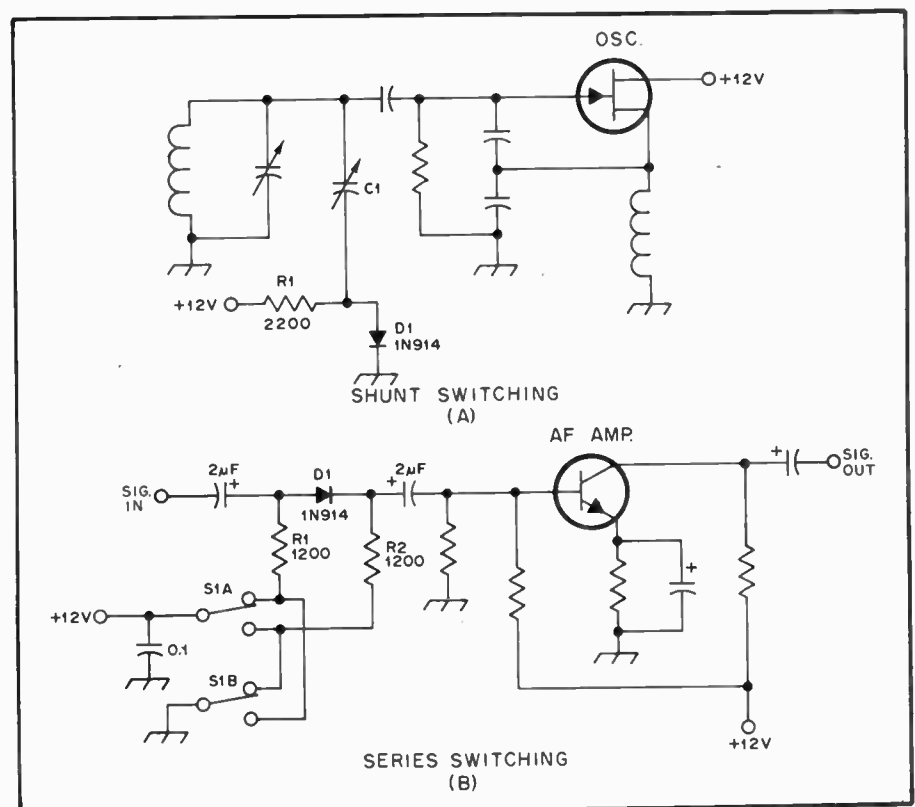 OSC.
+12V
C1
R1
+12V
2200
D1
1N914
SHUNT SWITCHING
(A)
AF AMP.
2µF
D1
2µF
SIG.
IN
1N914
SIG.
OUT
R1
1200
R2
1200
S1A
+12V
0.1
S1B
+12V
SERIES SWITCHING
(B)